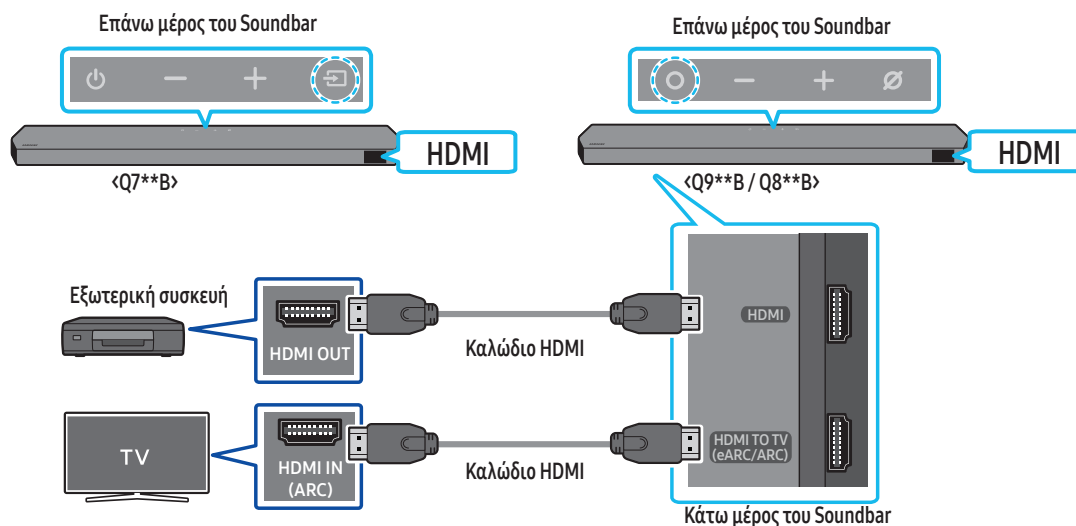 Επάνω μέρος του Soundbar
Επάνω μέρος του Soundbar
HDMI
HDMI
<Q7**B>
<Q9**B / Q8**B>
Εξωτερική συσκευή
HDMI OUT
Καλώδιο HDMI
HDMI
TV
HDMI IN
(ARC)
Καλώδιο HDMI
HDMI TO TV
(eARC/ARC)
Κάτω μέρος του Soundbar